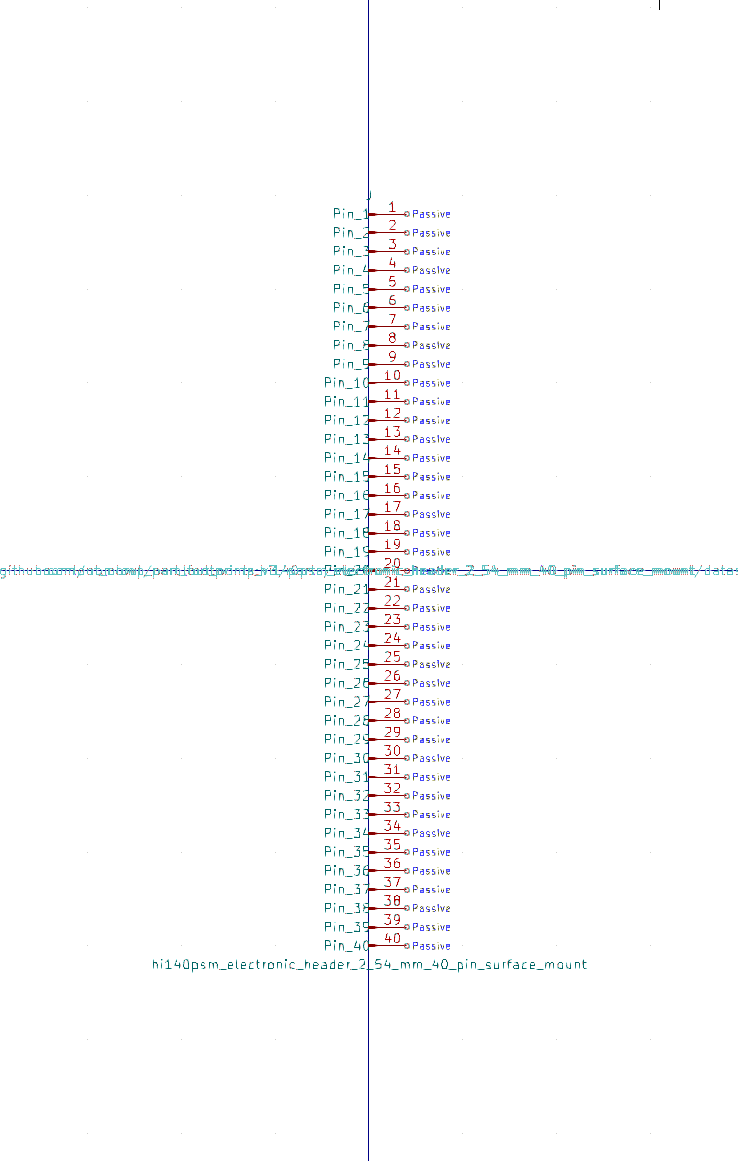 J
Pin_1 1 Passive
Pin_2 2 Passive
Pin_3 3 Passive
Pin_4 4 Passive
Pin_5 5 Passive
Pin_6 6 Passive
Pin_7 7 Passive
Pin_8 8 Passive
Pin_9 9 Passive
Pin_10 10 Passive
Pin_11 11 Passive
Pin_12 12 Passive
Pin_13 13 Passive
Pin_14 14 Passive
Pin_15 15 Passive
Pin_16 16 Passive
Pin_17 17 Passive
Pin_18 18 Passive
Pin_19 19 Passive
20
Pin_21 21 Passive
Pin_22 22 Passive
Pin_23 23 Passive
Pin_24 24 Passive
Pin_25 25 Passive
Pin_26 26 Passive
Pin_27 27 Passive
Pin_28 28 Passive
Pin_29 29 Passive
Pin_30 30 Passive
Pin_31 31 Passive
Pin_32 32 Passive
Pin_33 33 Passive
Pin_34 34 Passive
Pin_35 35 Passive
Pin_36 36 Passive
Pin_37 37 Passive
Pin_38 38 Passive
Pin_39 39 Passive
Pin_40 40 Passive
hi140psm_electronic_header_2_54_mm_40_pin_surface_mount